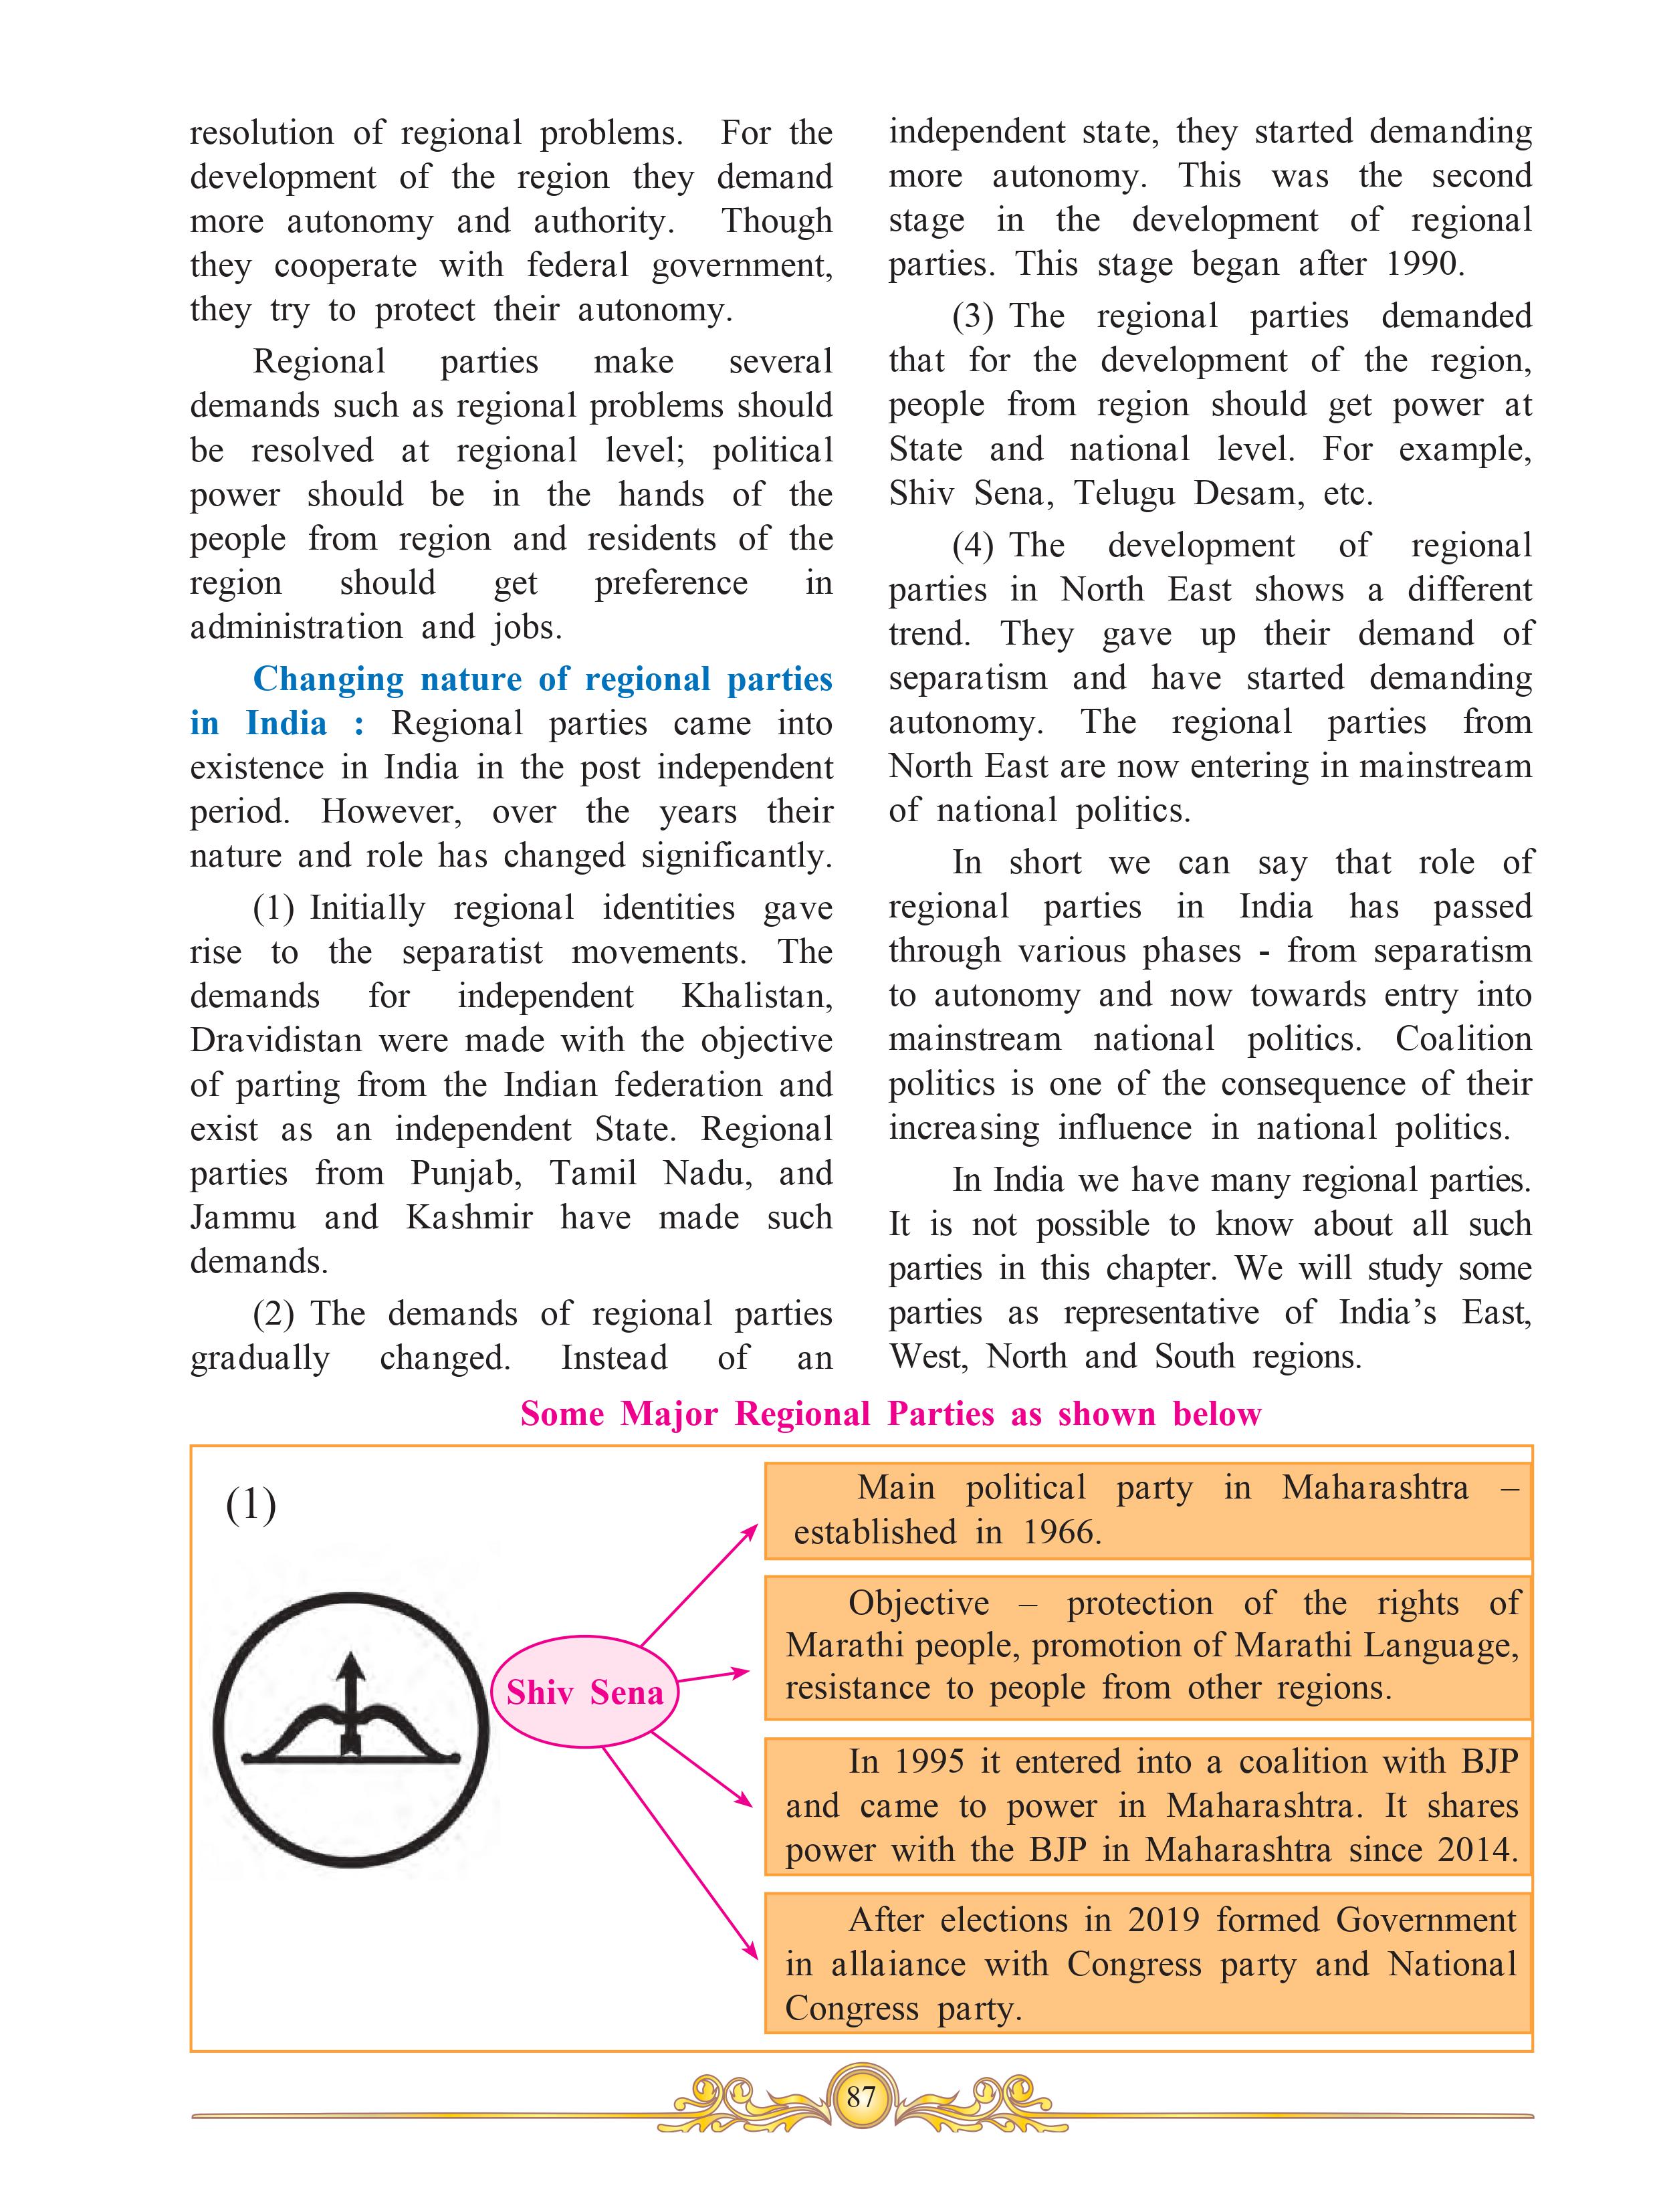 resolution of regional problems. For the
development of the region they demand
more autonomy and authority. Though
they cooperate with federal government,
they try to protect their autonomy.
Regional parties make several
demands such as regional problems should
be resolved at regional level; political
power should be in the hands of the
people from region and residents of the
region should get preference in
administration and jobs.
Changing nature of regional parties
in India : Regional parties came into
existence in India in the post independent
period. However, over the years their
nature and role has changed significantly.
(1) Initially regional identities gave
rise to the separatist movements. The
demands for independent Khalistan,
Dravidistan were made with the objective
of parting from the Indian federation and
exist as an independent State. Regional
parties from Punjab, Tamil Nadu, and
Jammu and Kashmir have made such
demands.
(2) The demands of regional parties
gradually changed. Instead of an
independent state, they started demanding
more autonomy. This was the second
stage in the development of regional
parties. This stage began after 1990.
(3) The regional parties demanded
that for the development of the region,
people from region should get power at
State and national level. For example,
Shiv Sena, Telugu Desam, etc.
(4) The development of regional
parties in North East shows a different
trend. They gave up their demand of
separatism and have started demanding
autonomy. The regional parties from
North East are now entering in mainstream
of national politics.
In short we can say that role of
regional parties in India has passed
through various phases - from separatism
to autonomy and now towards entry into
mainstream national politics. Coalition
politics is one of the consequence of their
increasing influence in national politics.
In India we have many regional parties.
It is not possible to know about all such
parties in this chapter. We will study some
parties as representative of India’s East,
West, North and South regions.
Some Major Regional Parties as shown below
(1)
Shiv Sena
Main political party in Maharashtra –
established in 1966.
Objective – protection of the rights of
Marathi people, promotion of Marathi Language,
resistance to people from other regions.
In 1995 it entered into a coalition with BJP
and came to power in Maharashtra. It shares
power with the BJP in Maharashtra since 2014.
After elections in 2019 formed Government
in allaiance with Congress party and National
Congress party.
87